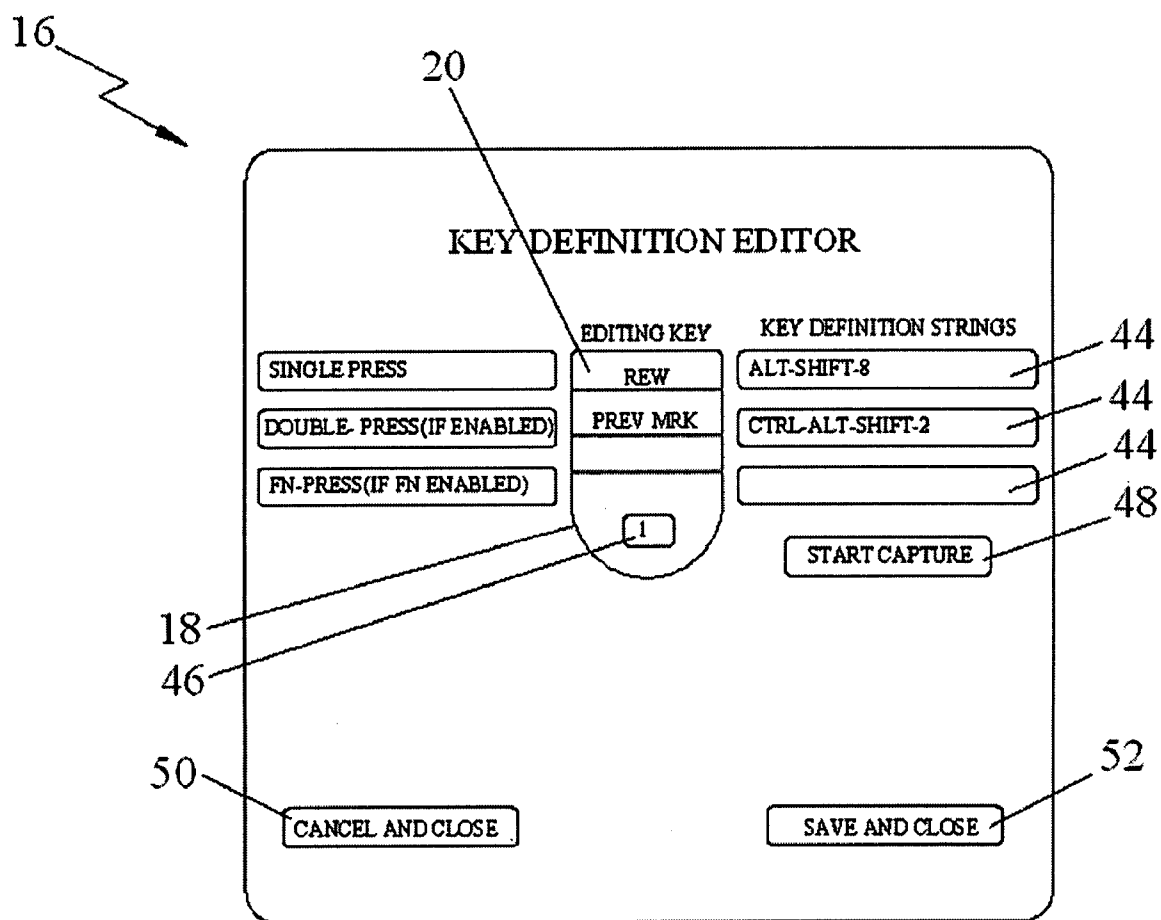 16
20
KEY DEFINITION EDITOR
EDITING KEY
KEY DEFINITION STRINGS
44
SINGLE PRESS
REW
ALT-SHIFT-8
44
DOUBLE- PRESS(IF ENABLED)
PREV MRK
CTRL-ALT-SHIFT-2
44
FN-PRESS(IF FN ENABLED)
48
1
START CAPTURE
18
46
50
52
CANCEL AND CLOSE
SAVE AND CLOSE